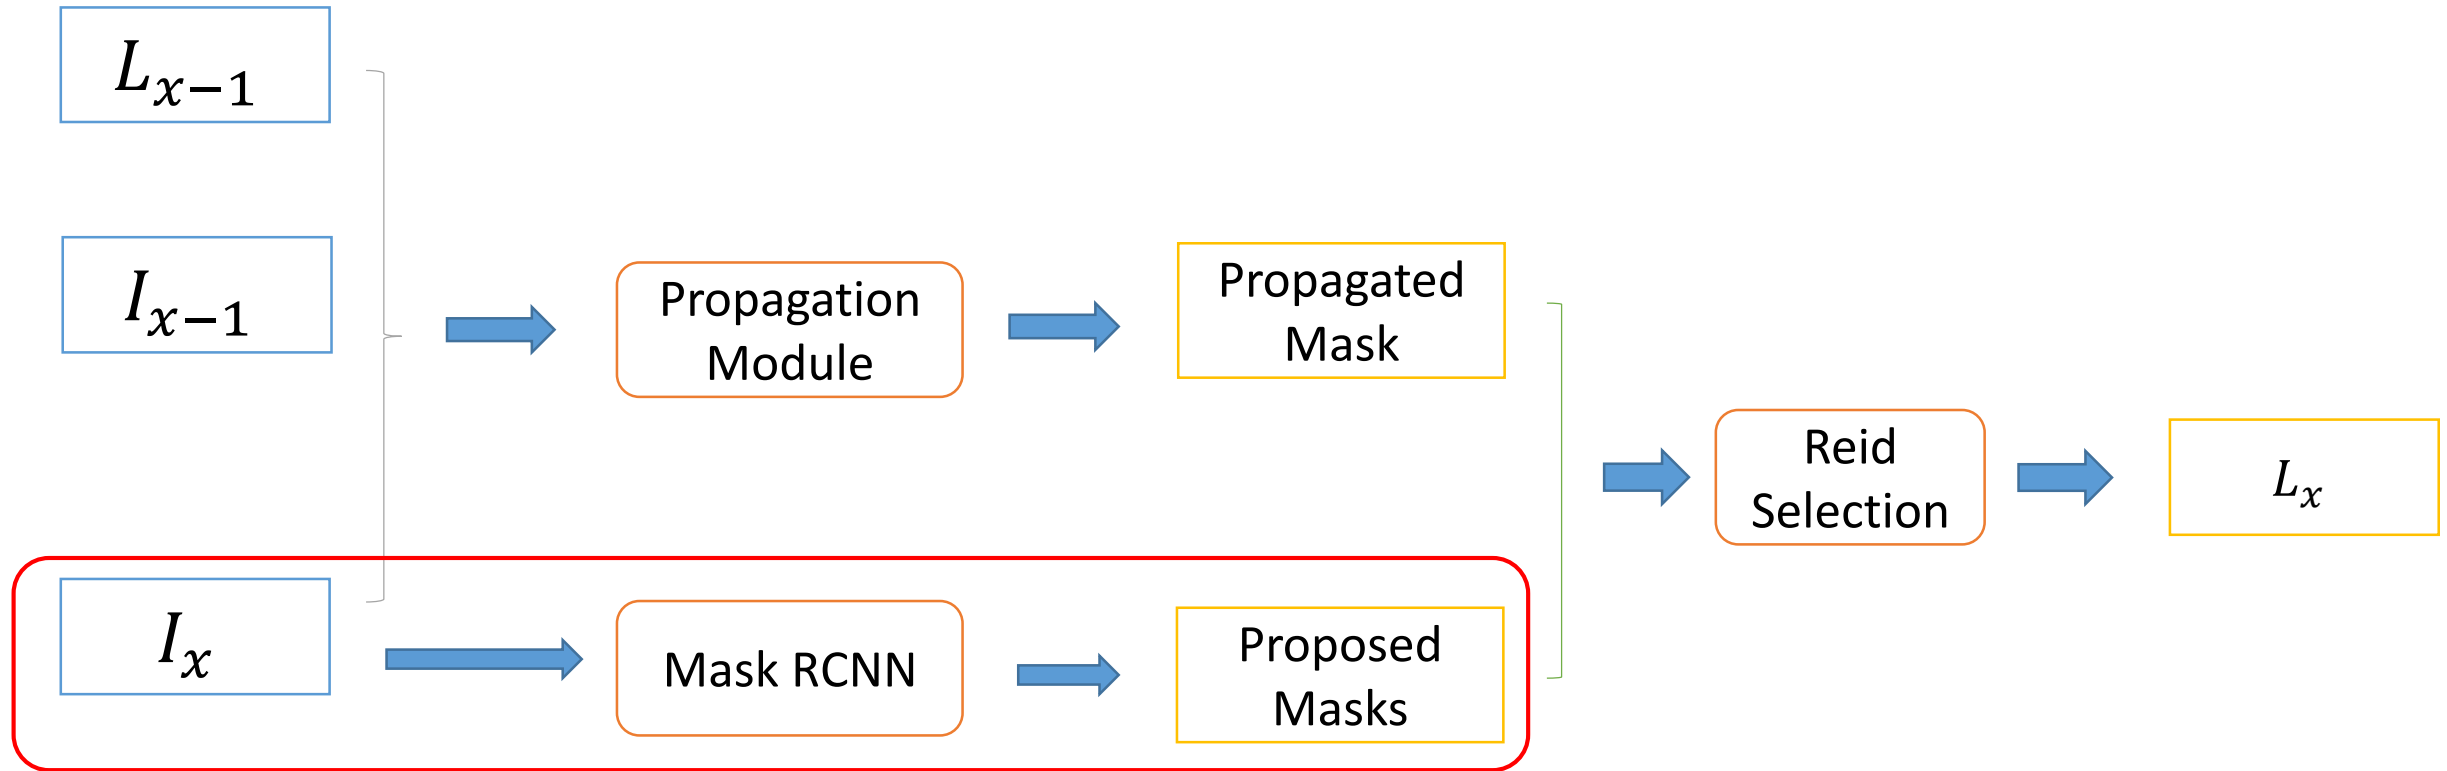 L_{x-1}
I_{x-1}
Propagation
Module
Propagated
Mask
Reid
Selection
L_x
I_x
Mask RCNN
Proposed
Masks